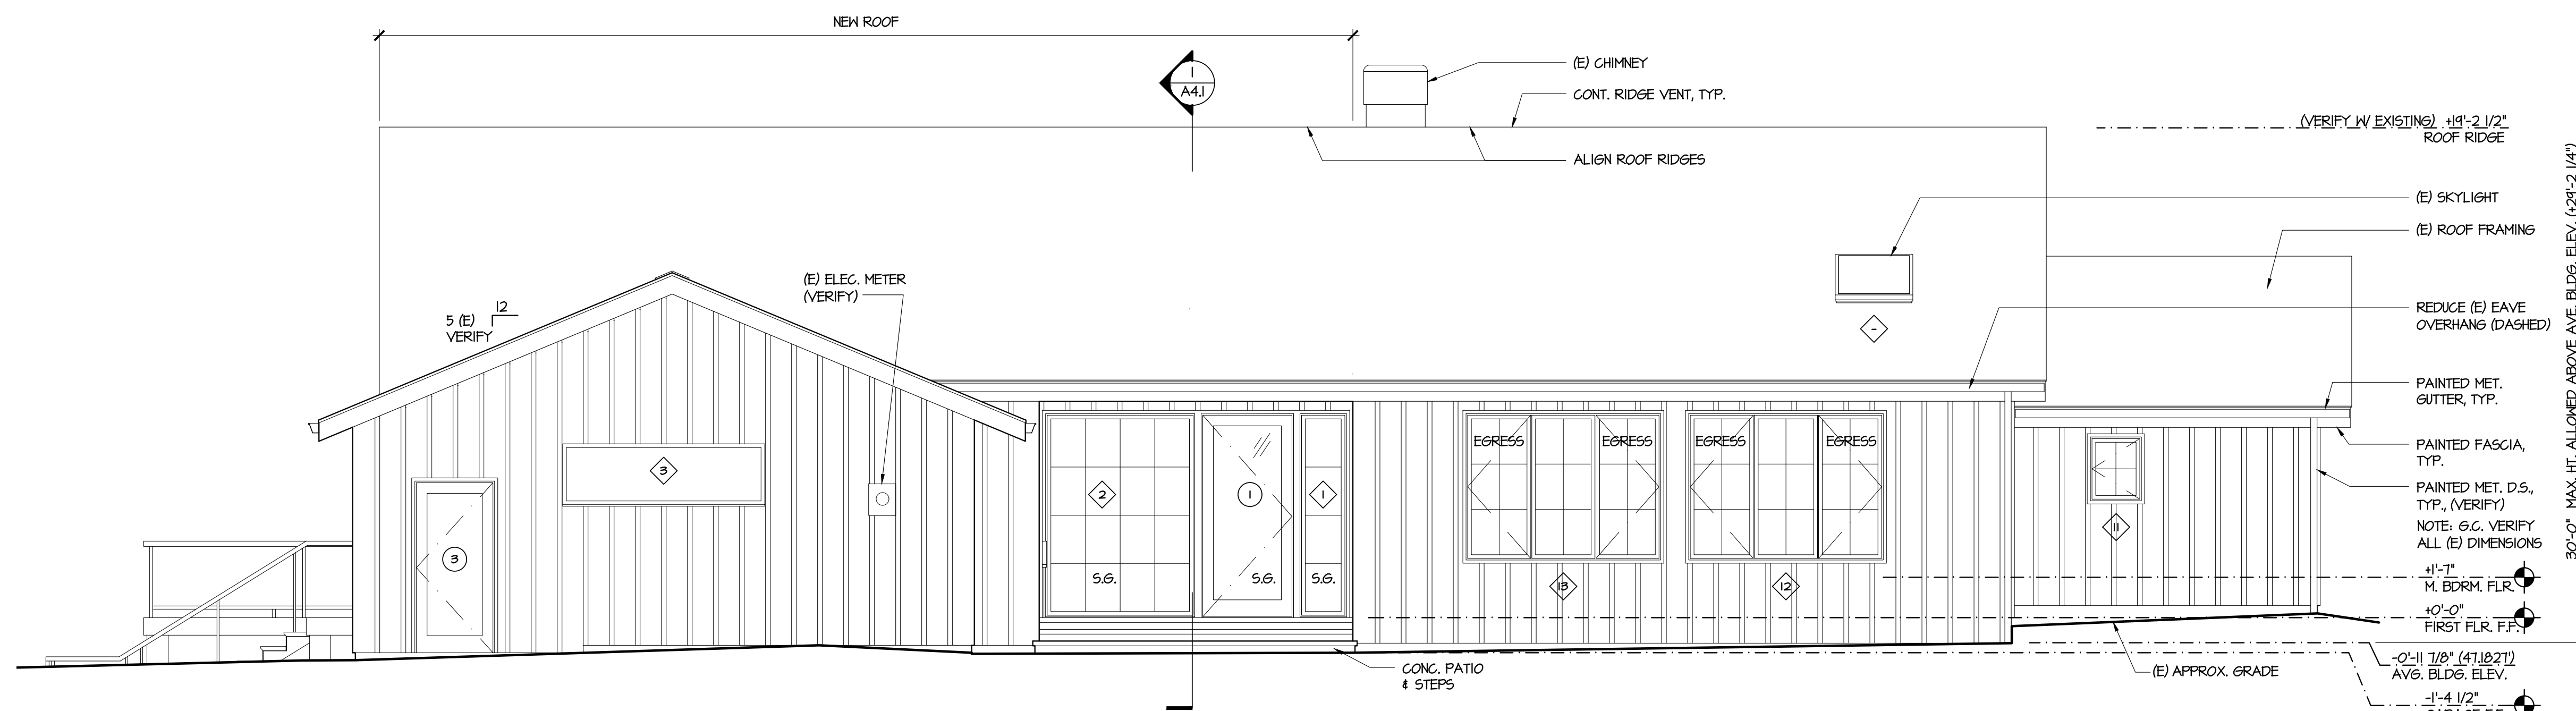 NEW ROOF
1
A4.1
(E) CHIMNEY
CONT. RIDGE VENT, TYP.
ALIGN ROOF RIDGES
(VERIFY W/ EXISTING) +19'-2 1/2"
ROOF RIDGE
(E) SKYLIGHT
(E) ROOF FRAMING
REDUCE (E) EAVE
OVERHANG (DASHED)
PAINTED MET.
GUTTER, TYP.
PAINTED FASCIA,
TYP.
PAINTED MET. D.S.,
TYP., (VERIFY)
NOTE: G.C. VERIFY
ALL (E) DIMENSIONS
30'-0" MAX. HT. ALLOWED ABOVE AVE. BLDG. ELEV. (+29'-2 1/4")
+1'-7"
M. BDRM. FLR.
+0'-0"
FIRST FLR. F.F.
-0'-11 7/8" (47.1827')
AVG. BLDG. ELEV.
-1'-4 1/2"
(E) APPROX. GRADE
CONC. PATIO
& STEPS
(E) ELEC. METER
(VERIFY)
12
5 (E)
VERIFY
3
3
2
1
1
S.G.
S.G.
S.G.
EGRESS
EGRESS
EGRESS
EGRESS
13
12
11
-